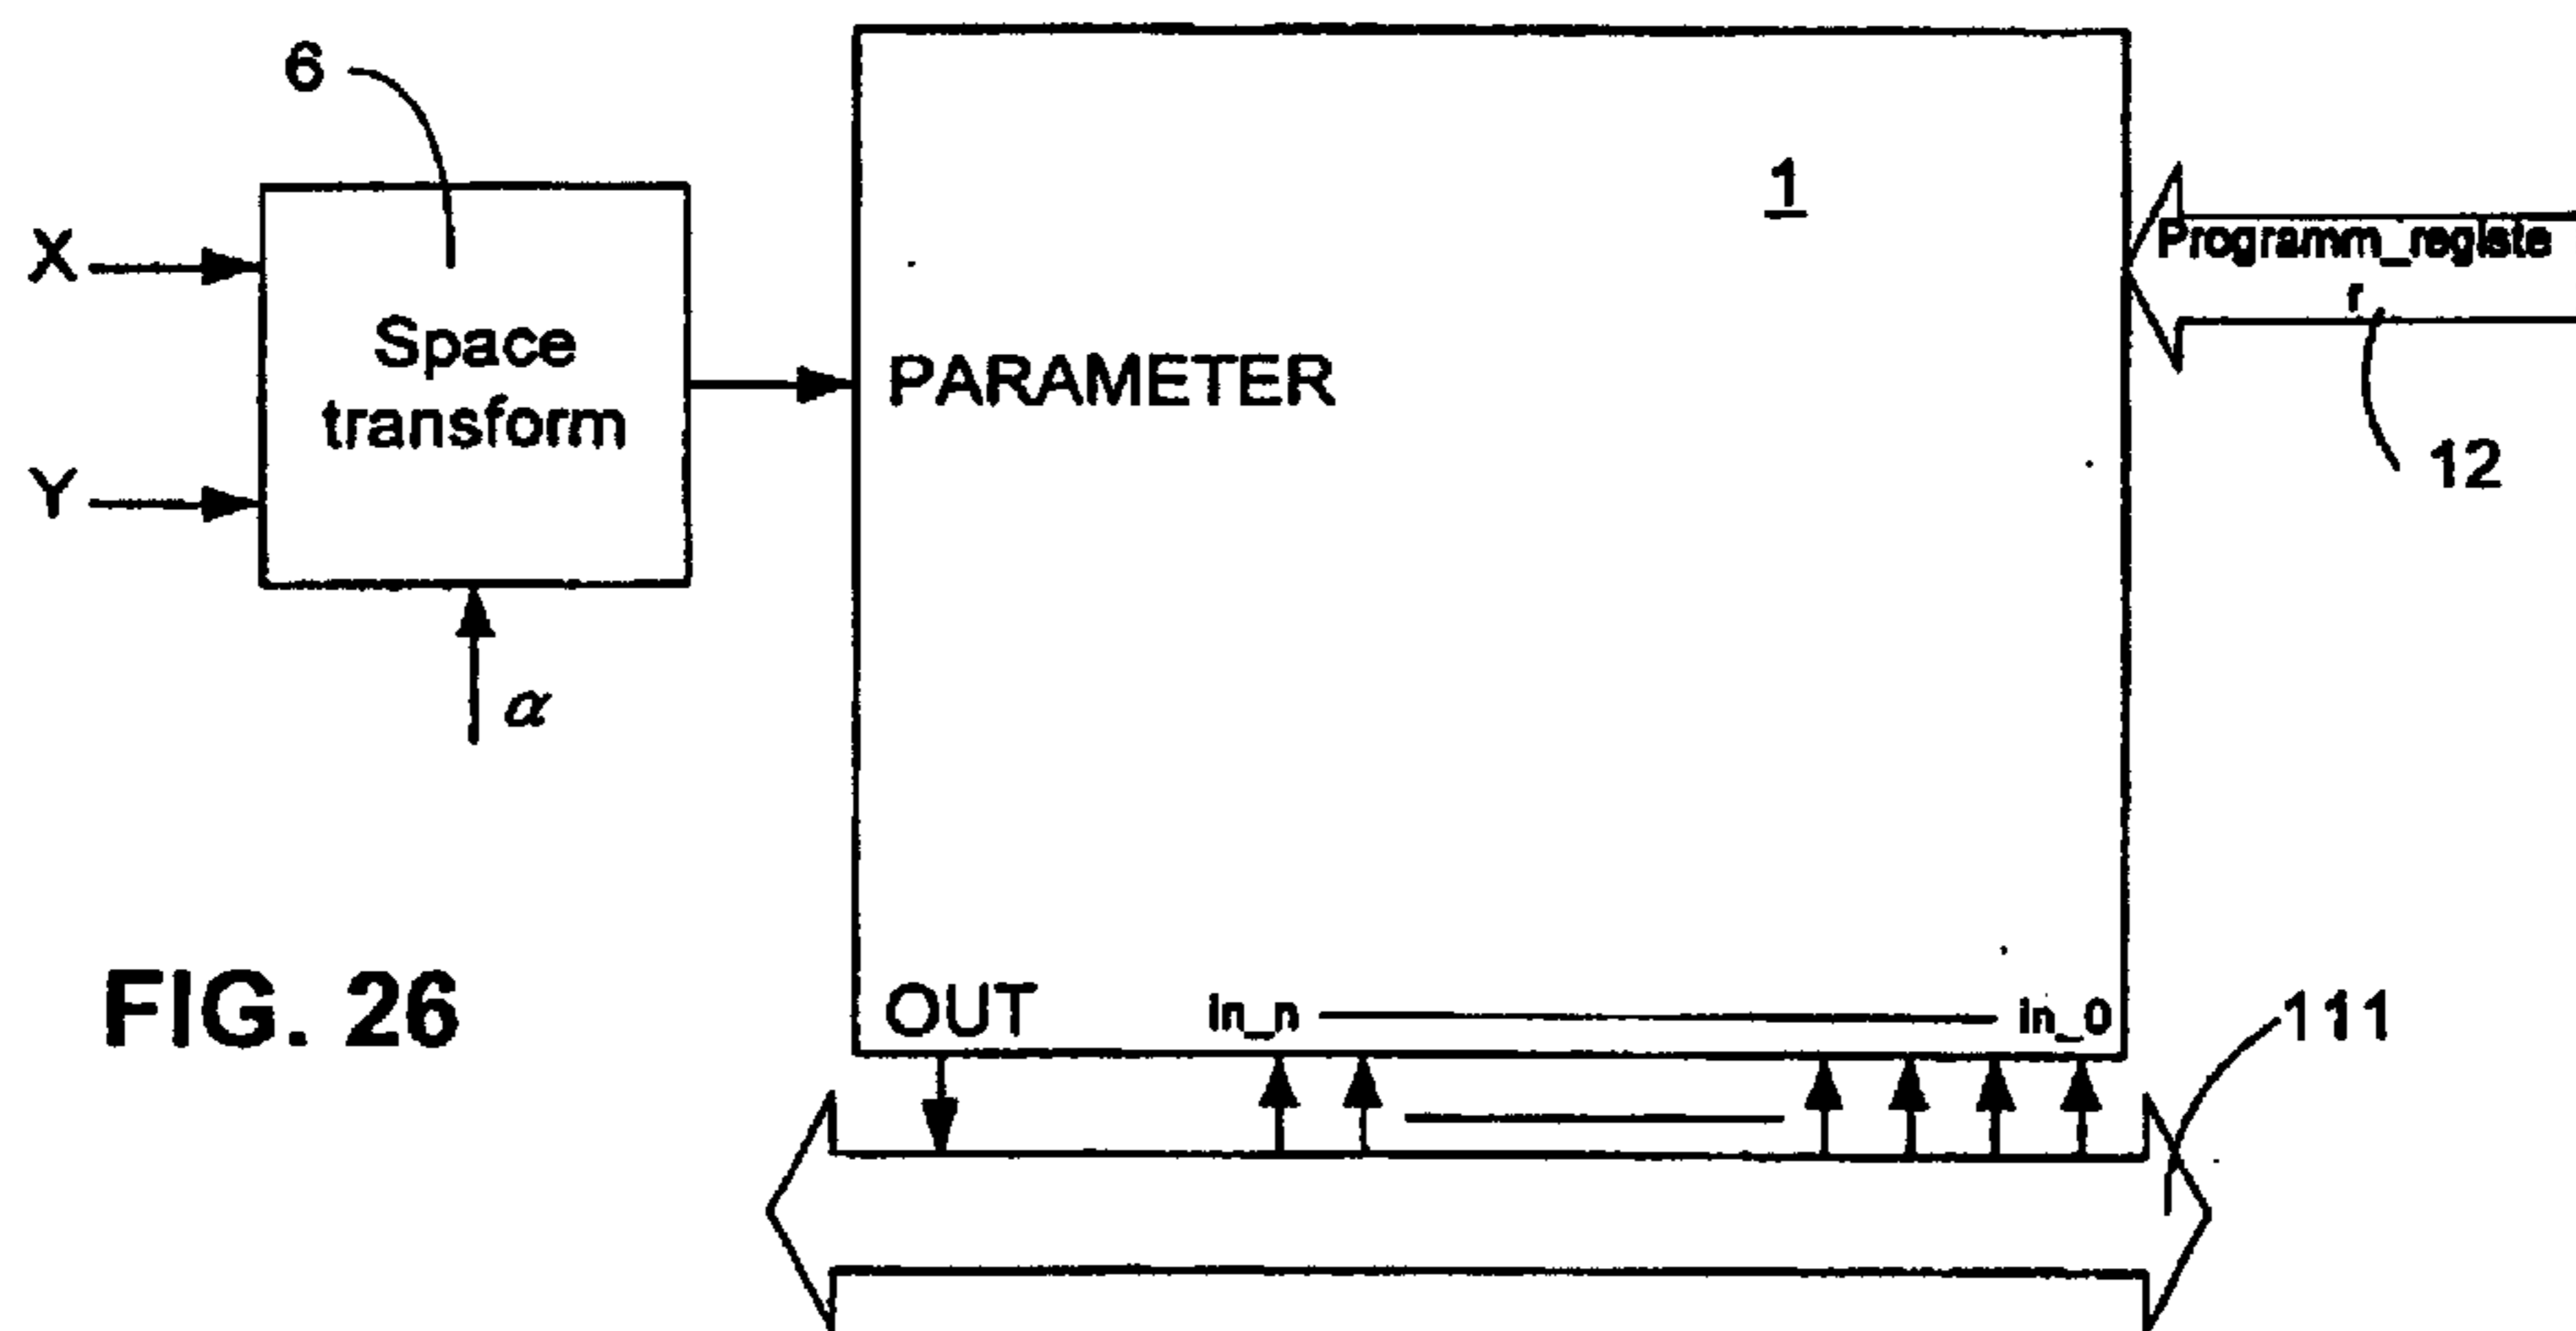 6
1
X
Programm_registe
r
Space
transform
PARAMETER
12
Y
α
FIG. 26
OUT
in_n
in_0
111